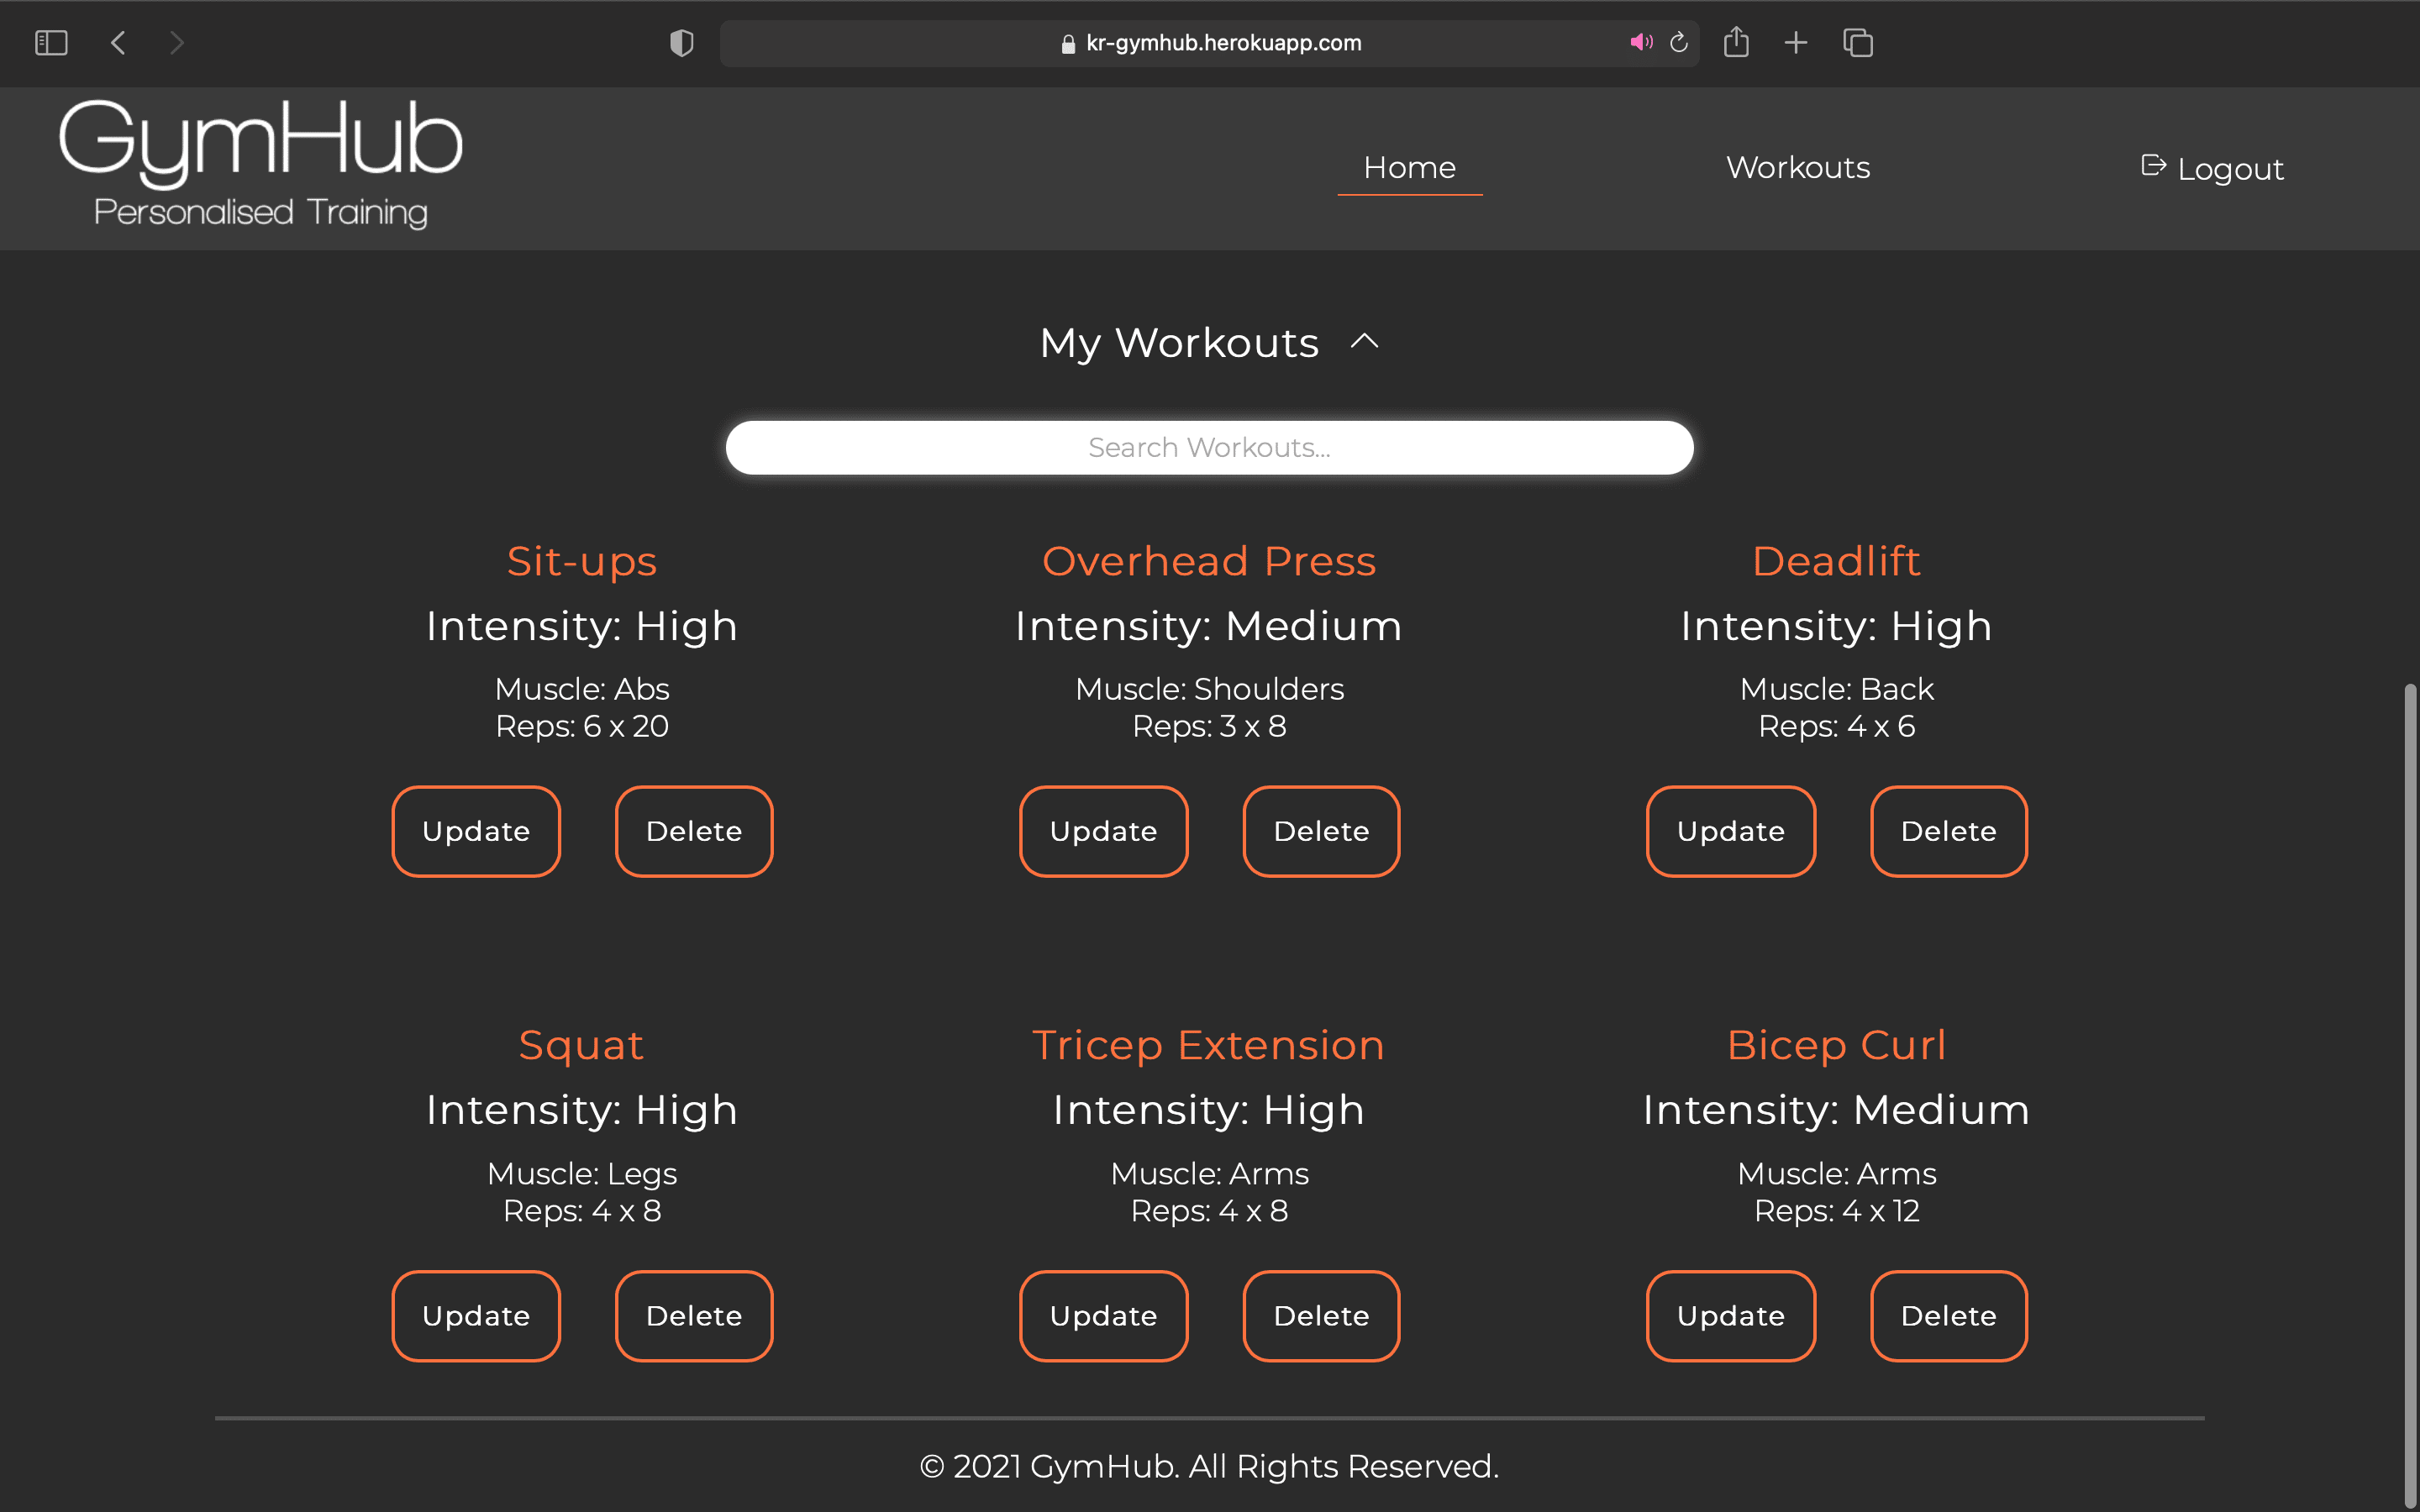 kr-gymhub.herokuapp.com
GymHub
Personalised Training
Home
Workouts
Logout
My Workouts
Search Workouts...
Sit-ups
Intensity: High
Muscle: Abs
Reps: 6 x 20
Update
Delete
Overhead Press
Intensity: Medium
Muscle: Shoulders
Reps: 3 x 8
Update
Delete
Deadlift
Intensity: High
Muscle: Back
Reps: 4 x 6
Update
Delete
Squat
Intensity: High
Muscle: Legs
Reps: 4 x 8
Update
Delete
Tricep Extension
Intensity: High
Muscle: Arms
Reps: 4 x 8
Update
Delete
Bicep Curl
Intensity: Medium
Muscle: Arms
Reps: 4 x 12
Update
Delete
© 2021 GymHub. All Rights Reserved.